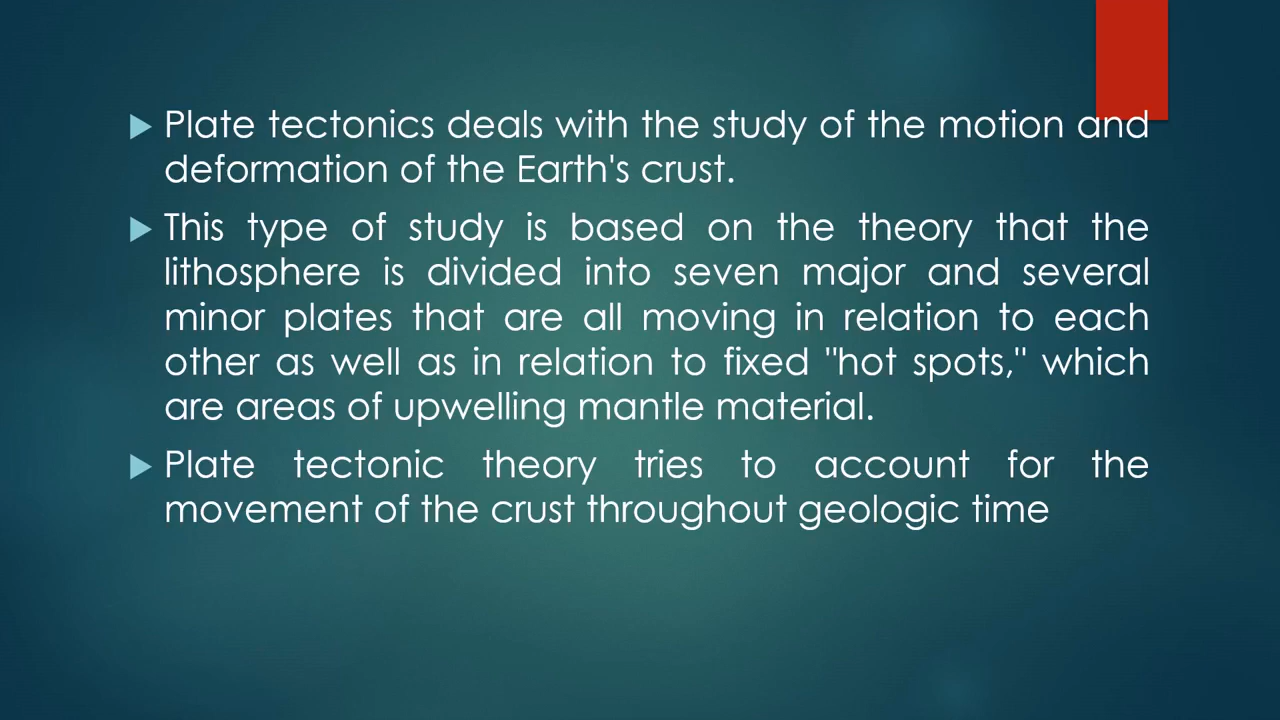 Plate tectonics deals with the study of the motion and
deformation of the Earth's crust.
This type of study is based on the theory that the
lithosphere is divided into seven major and several
minor plates that are all moving in relation to each
other as well as in relation to fixed "hot spots," which
are areas of upwelling mantle material.
Plate tectonic theory tries to account for the
movement of the crust throughout geologic time